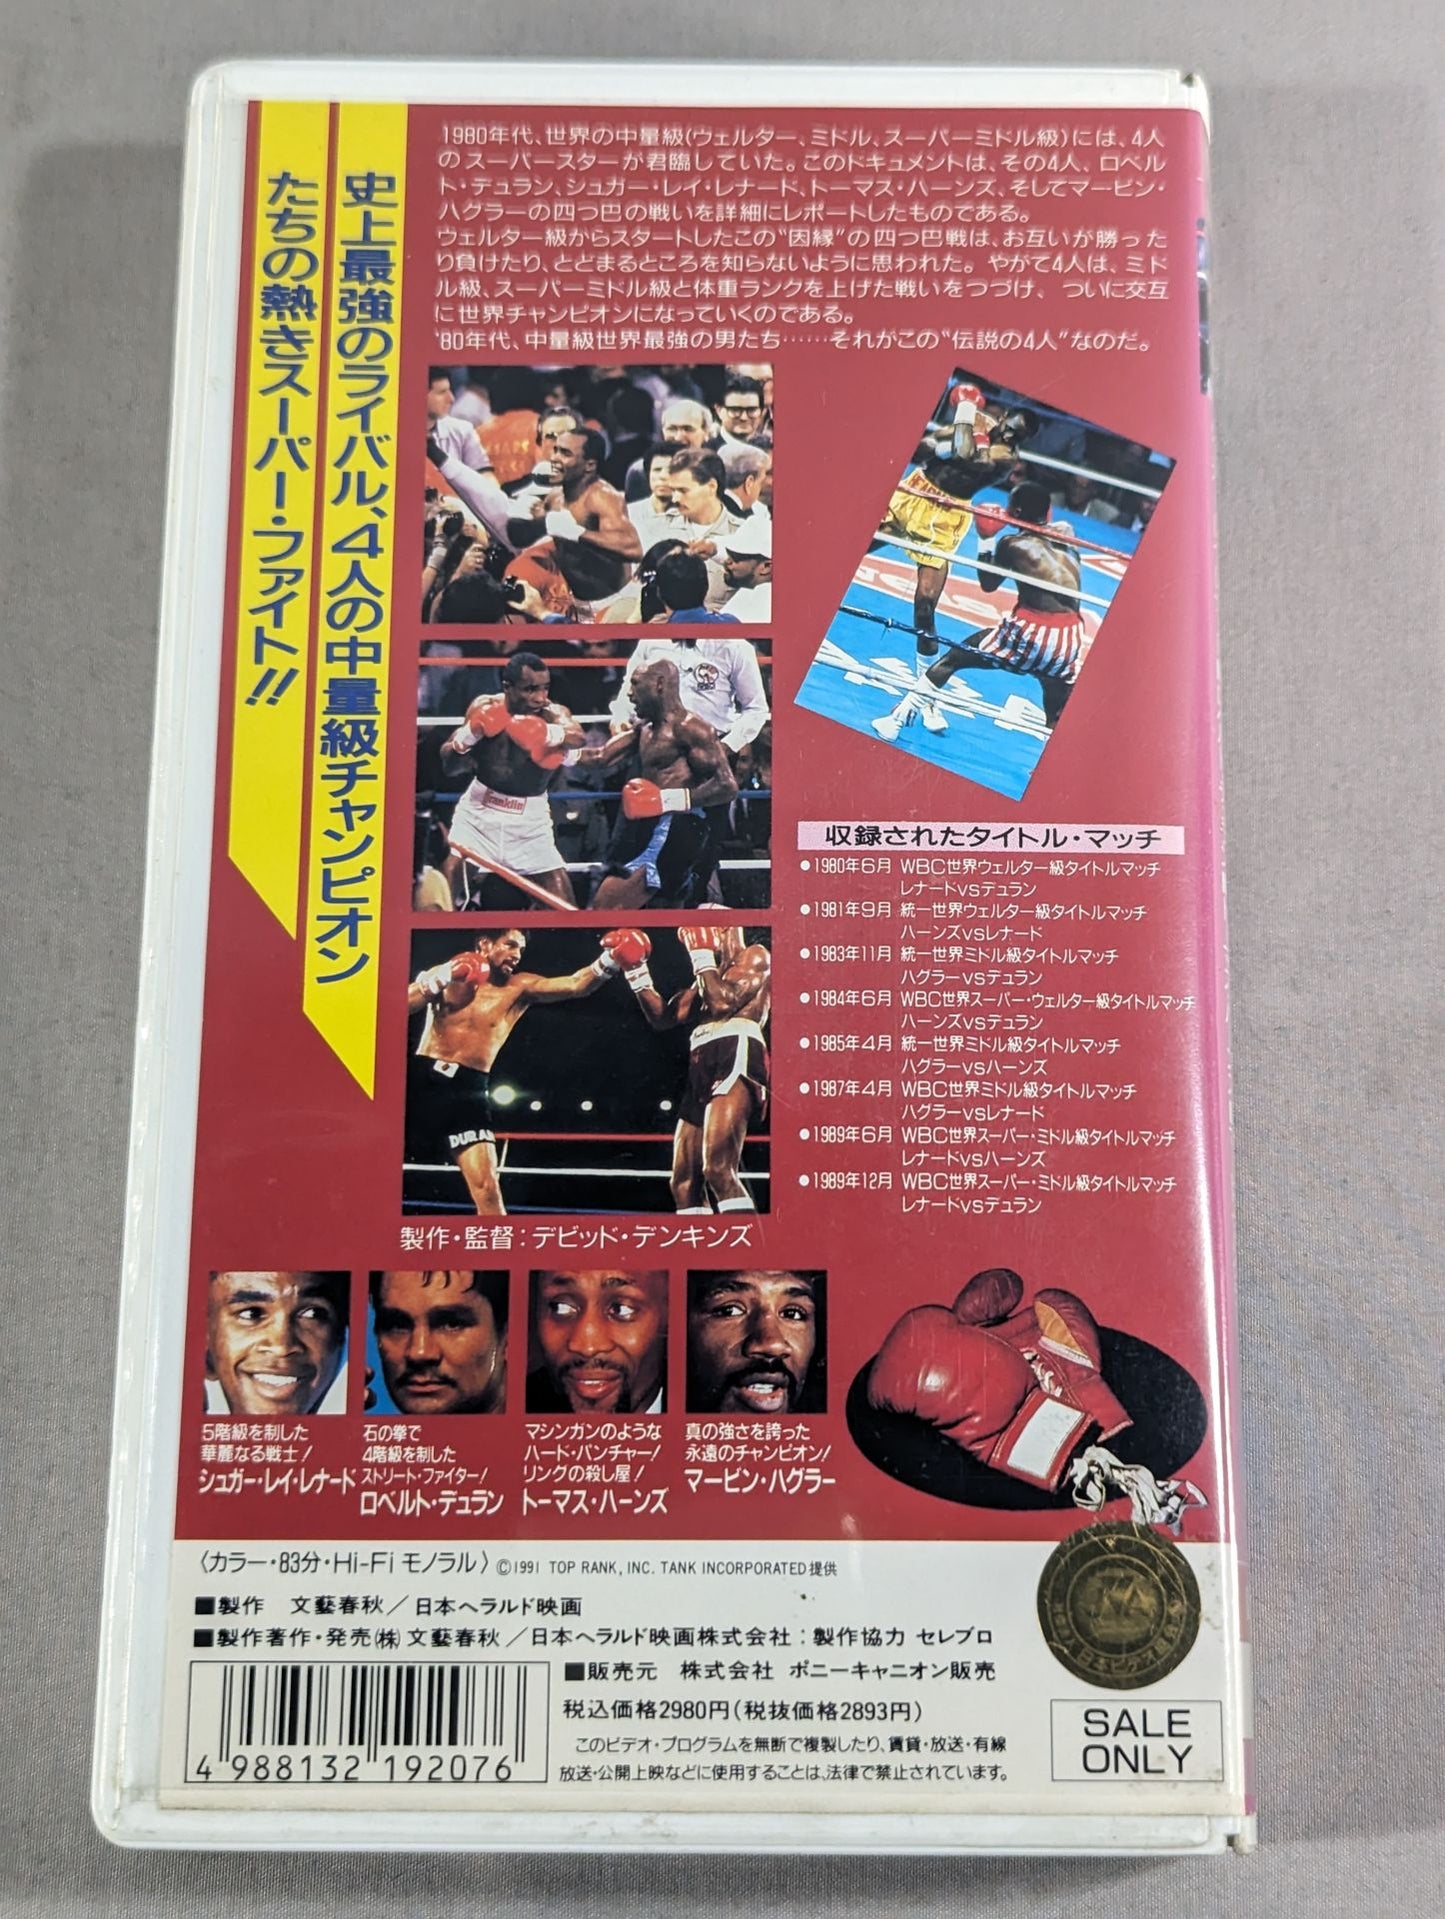 史上最強のライバル、4人の中量級チャンピオン
たちの熱きスーパー・ファイト!!
1980年代、世界の中量級(ウェルター、ミドル、スーパーミドル級)には、4人
のスーパースターが君臨していた。このドキュメントは、その4人、ロベル
ト・デュラン、シュガー・レイ・レナード、トーマス・ハーンズ、そしてマービン・
ハグラーの四つ巴の戦いを詳細にレポートしたものである。
ウェルター級からスタートしたこの"因縁"の四つ巴戦は、お互いが勝った
り負けたり、とどまるところを知らないように思われた。やがて4人は、ミド
ル級、スーパーミドル級と体重ランクを上げた戦いをつづけ、ついに交互
に世界チャンピオンになっていくのである。
'80年代、中量級世界最強の男たち……それがこの"伝説の4人"なのだ。
Franklin
DURAN
収録されたタイトル・マッチ
●1980年6月 WBC世界ウェルター級タイトルマッチ
レナードvsデュラン
●1981年9月 統一世界ウェルター級タイトルマッチ
ハーンズvsレナード
●1983年11月 統一世界ミドル級タイトルマッチ
ハグラーvsデュラン
●1984年6月 WBC世界スーパー・ウェルター級タイトルマッチ
ハーンズvsデュラン
●1985年4月 統一世界ミドル級タイトルマッチ
ハグラーvsハーンズ
●1987年4月 WBC世界ミドル級タイトルマッチ
ハグラーvsレナード
●1989年6月 WBC世界スーパー・ミドル級タイトルマッチ
レナードvsハーンズ
●1989年12月 WBC世界スーパー・ミドル級タイトルマッチ
レナードvsデュラン
製作・監督：デビッド・デンキンズ
5階級を制した
華麗なる戦士！
シュガー・レイ・レナード
石の拳で
4階級を制した
ストリート・ファイター！
ロベルト・デュラン
マシンガンのような
ハード・パンチャー！
リングの殺し屋！
トーマス・ハーンズ
真の強さを誇った
永遠のチャンピオン！
マービン・ハグラー
〈カラー・83分・Hi-Fi モノラル〉©1991 TOP RANK, INC. TANK INCORPORATED提供
■製作　文藝春秋／日本ヘラルド映画
■製作著作・発売㈱文藝春秋／日本ヘラルド映画株式会社：製作協力 セレブロ
■販売元　株式会社 ポニーキャニオン販売
税込価格2980円(税抜価格2893円)
このビデオ・プログラムを無断で複製したり、賃貸・放送・有線
放送・公開上映などに使用することは、法律で禁止されています。
4 988132 192076
SALE
ONLY